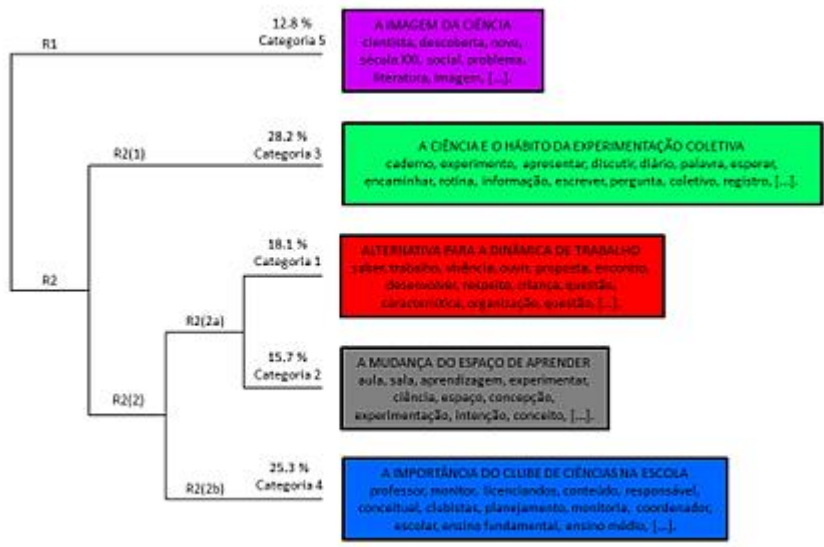 12.8 %
R1
Categoria 5
A IMAGEM DA CIÊNCIA
cientista, descoberta, novo,
século XXI, social, problema,
literatura, imagem, [...].
28.2 %
R2(1)
Categoria 3
A CIÊNCIA E O HÁBITO DA EXPERIMENTAÇÃO COLETIVA
caderno, experimento, apresentar, discutir, diário, palavra, esperar,
encaminhar, rotina, informação, escrever, pergunta, coletivo, registro, [...].
18.1 %
Categoria 1
ALTERNATIVA PARA A DINÂMICA DE TRABALHO
saber, trabalho, vivência, ouvir, proposta, encontro,
desenvolver, respeito, criança, questão,
característica, organização, questão, [...].
R2
R2(2a)
15.7 %
Categoria 2
A MUDANÇA DO ESPAÇO DE APRENDER
aula, sala, aprendizagem, experimentar,
ciência, espaço, concepção,
experimentação, intenção, conceito, [...].
R2(2)
25.3 %
R2(2b)
Categoria 4
A IMPORTÂNCIA DO CLUBE DE CIÊNCIAS NA ESCOLA
professor, monitor, licenciandos, conteúdo, responsável,
conceitual, clubistas, planejamento, monitoria, coordenador,
escolar, ensino fundamental, ensino médio, [...].